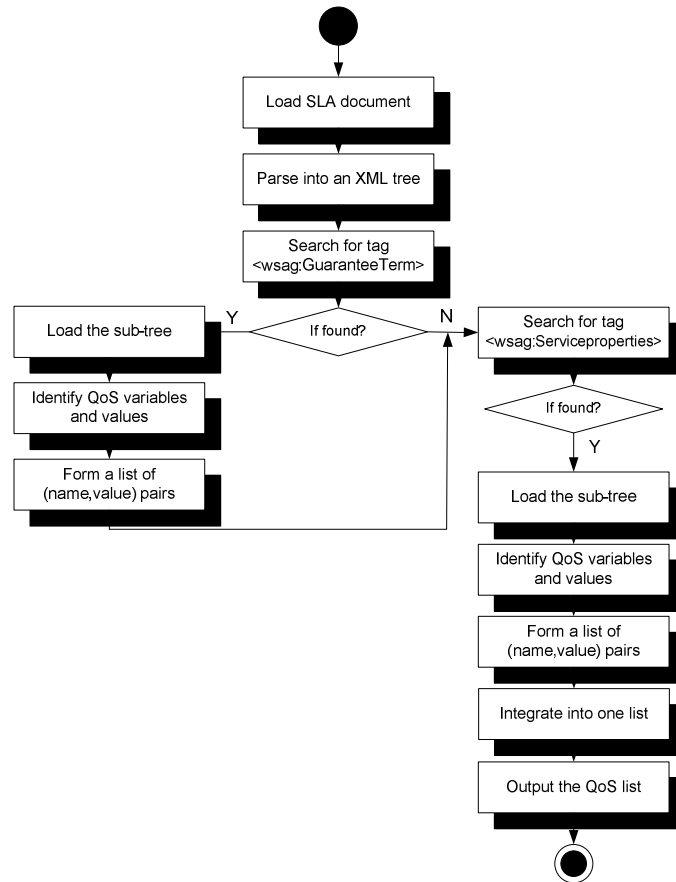 Load SLA document
Parse into an XML tree
Search for tag
<wsag:GuaranteeTerm>
If found?
Y
N
Load the sub-tree
Identify QoS variables
and values
Form a list of
(name,value) pairs
Search for tag
<wsag:Serviceproperties>
If found?
Y
Load the sub-tree
Identify QoS variables
and values
Form a list of
(name,value) pairs
Integrate into one list
Output the QoS list